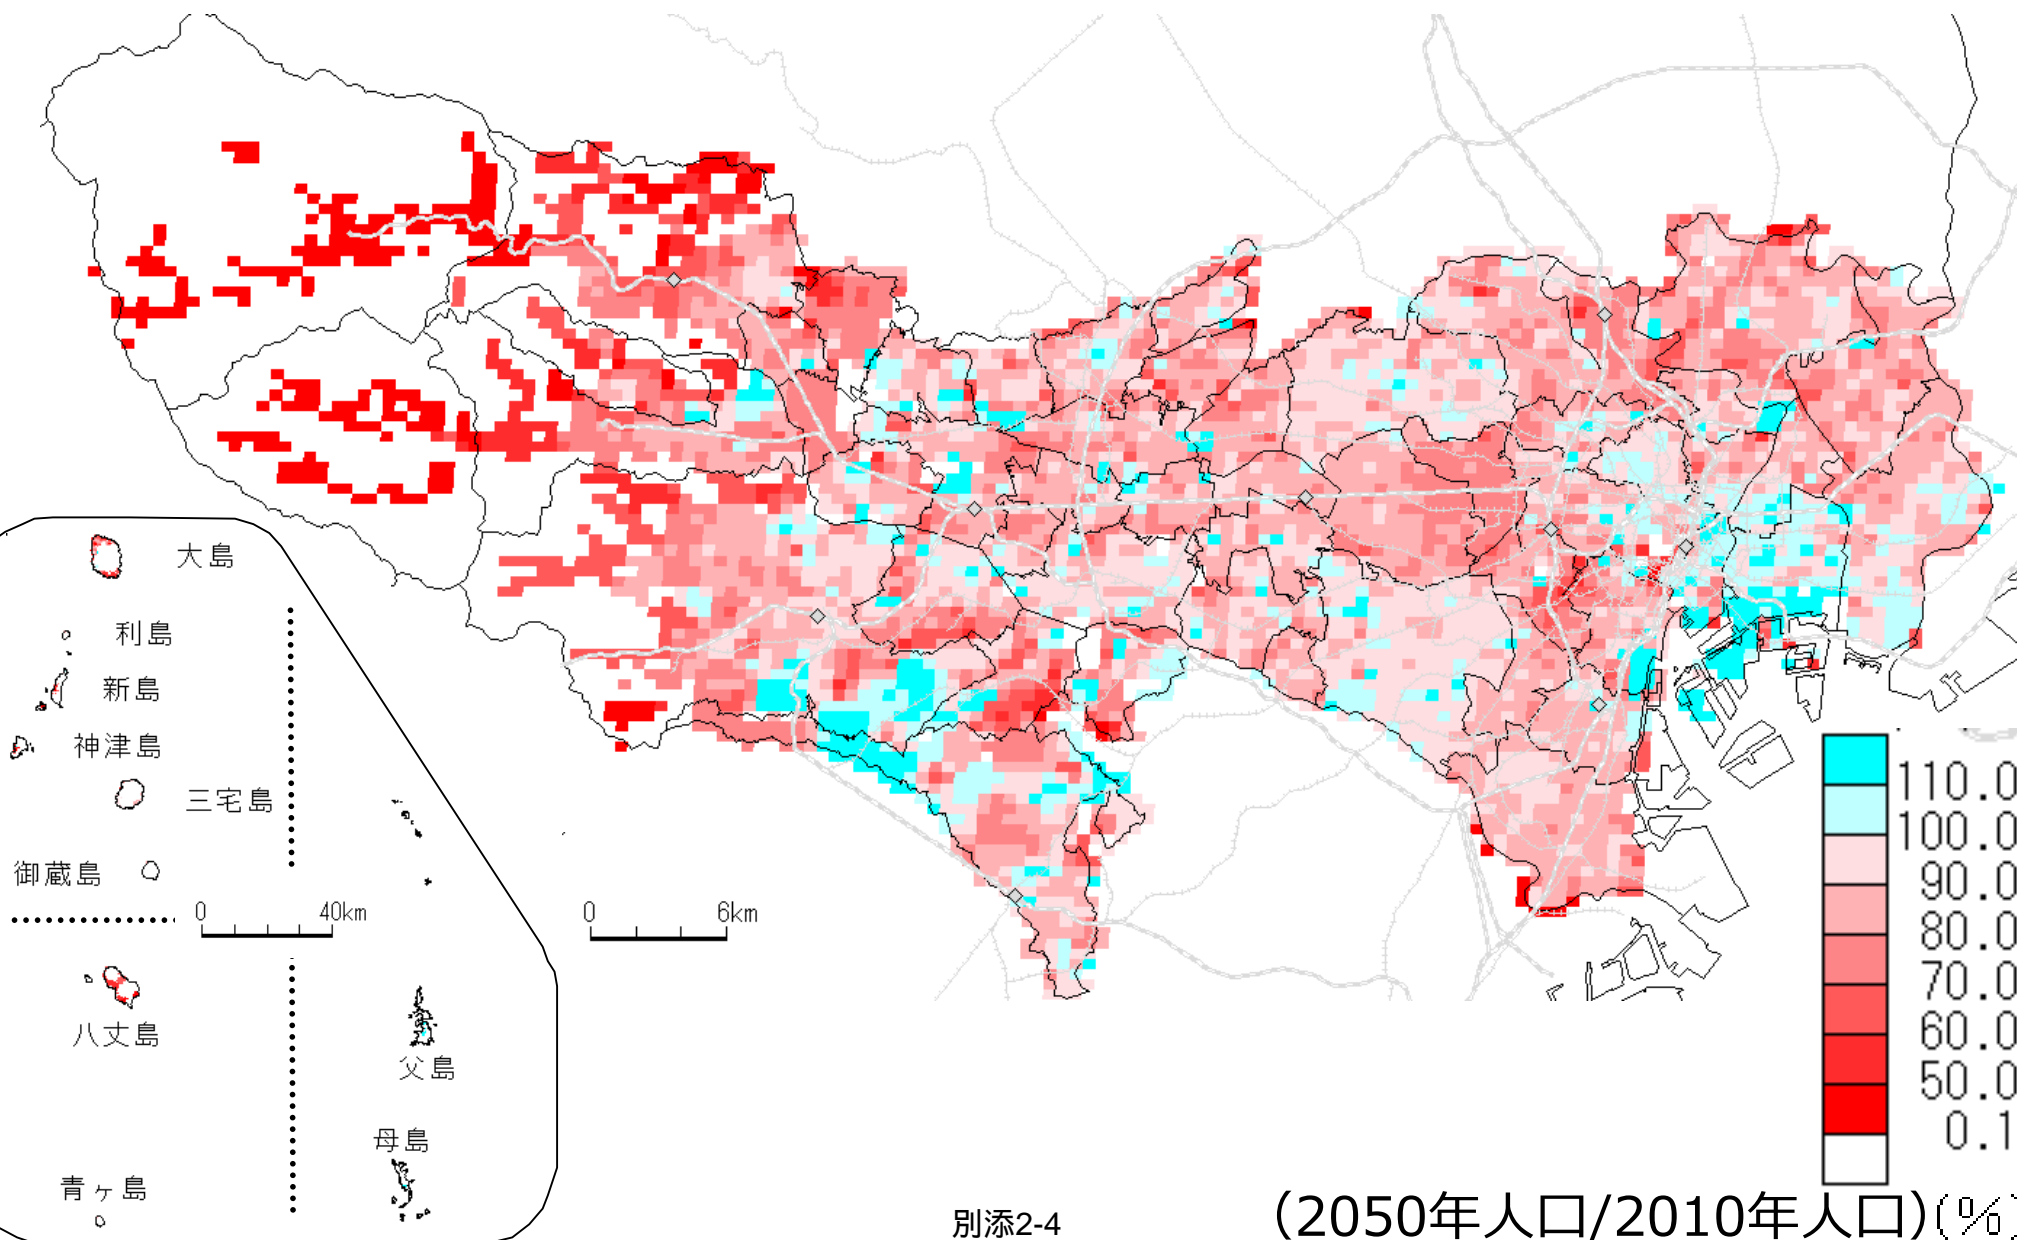 大島
利島
新島
神津島
三宅島
御蔵島
0 40km
0 6km
八丈島
父島
母島
青ヶ島
110.0
100.0
90.0
80.0
70.0
60.0
50.0
0.1
別添2-4
(2050年人口/2010年人口)(%)